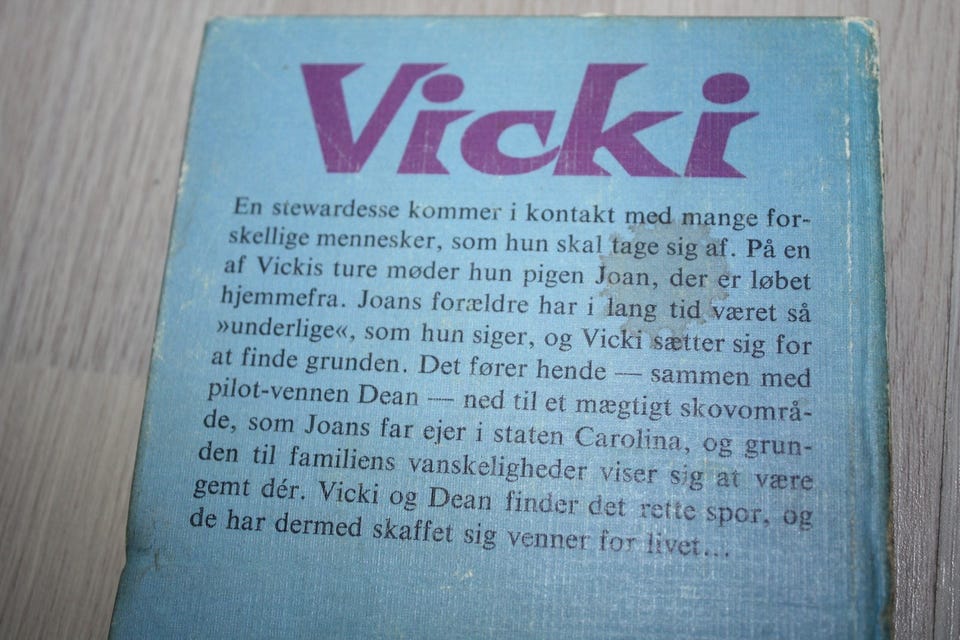 Vicki
En stewardesse kommer i kontakt med mange for-
skellige mennesker, som hun skal tage sig af. På en
af Vickis ture møder hun pigen Joan, der er løbet
hjemmefra. Joans forældre har i lang tid været så
»underlige«, som hun siger, og Vicki sætter sig for
at finde grunden. Det fører hende — sammen med
pilot-vennen Dean — ned til et mægtigt skovområ-
de, som Joans far ejer i staten Carolina, og grun-
den til familiens vanskeligheder viser sig at være
gemt dér. Vicki og Dean finder det rette spor, og
de har dermed skaffet sig venner for livet...